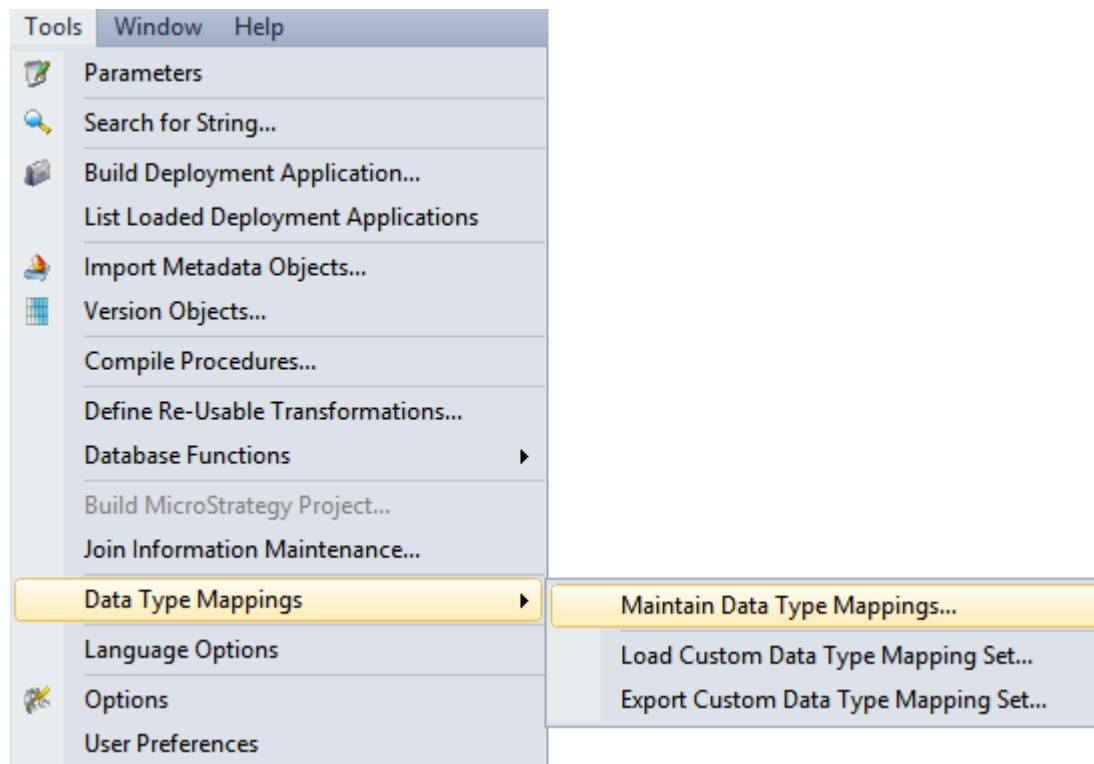 Tools Window Help
Parameters
Search for String...
Build Deployment Application...
List Loaded Deployment Applications
Import Metadata Objects...
Version Objects...
Compile Procedures...
Define Re-Usable Transformations...
Database Functions
Build MicroStrategy Project...
Join Information Maintenance...
Data Type Mappings
Maintain Data Type Mappings...
Language Options
Load Custom Data Type Mapping Set...
Options
Export Custom Data Type Mapping Set...
User Preferences